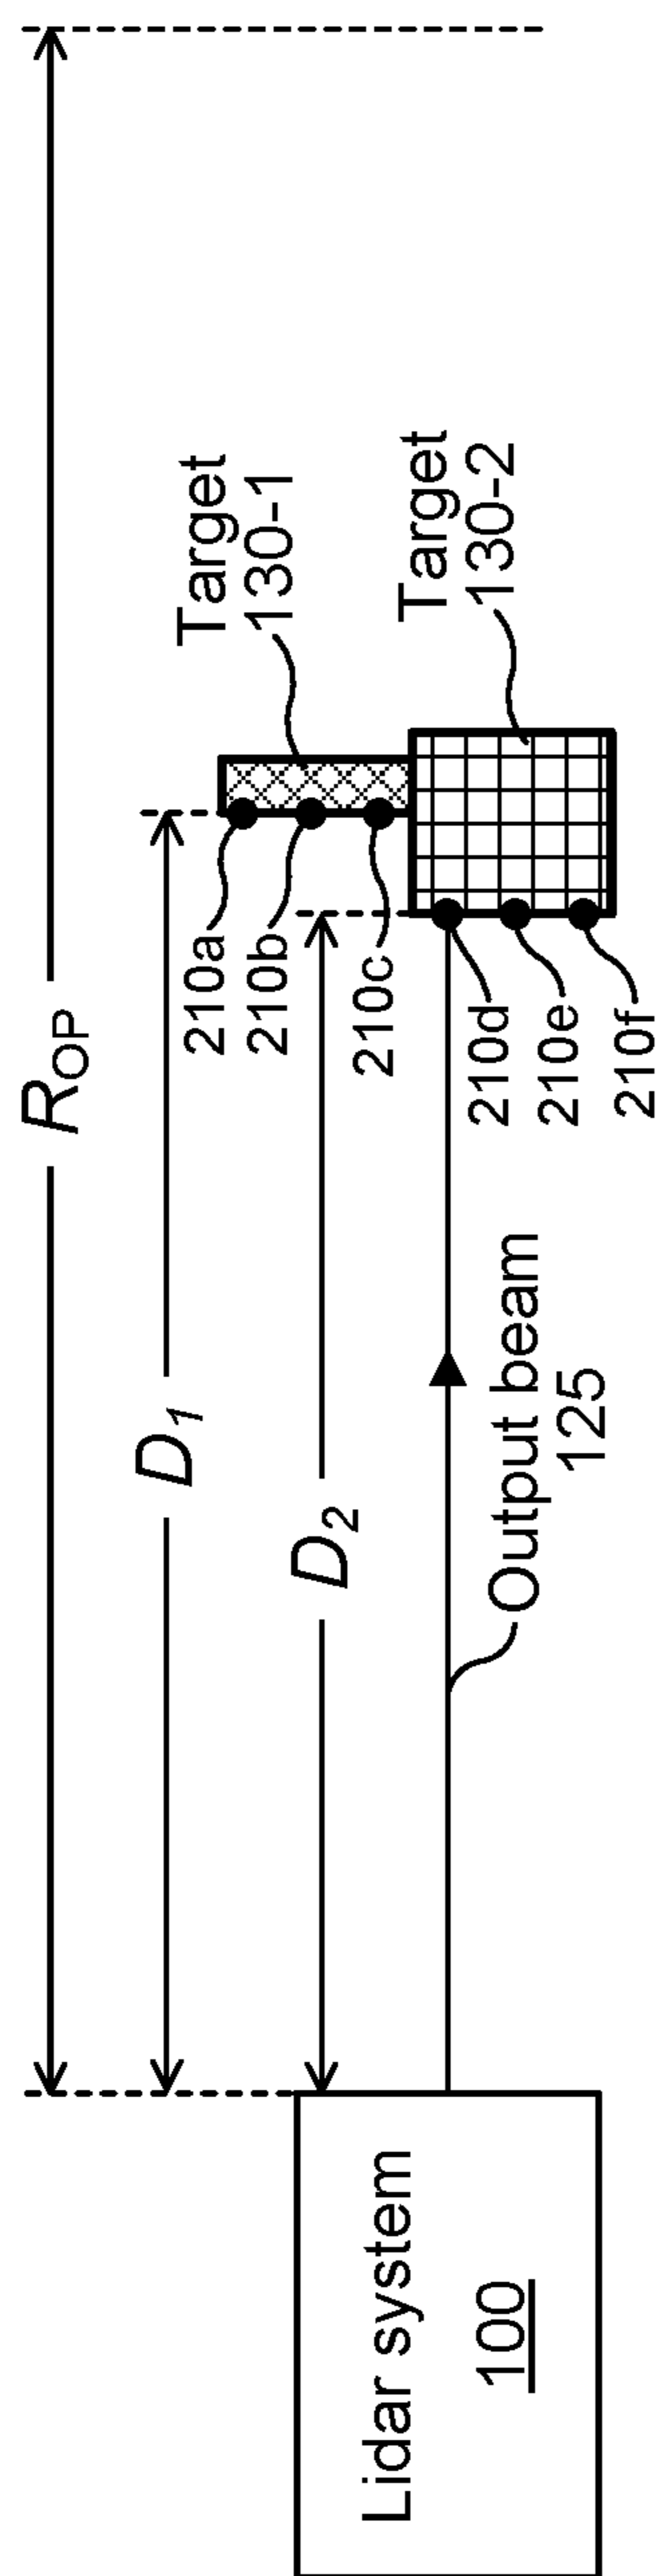 R_OP
D_1
D_2
Target
130-1
Target
130-2
210a
210b
210c
210d
210e
210f
Output beam
125
Lidar system
100